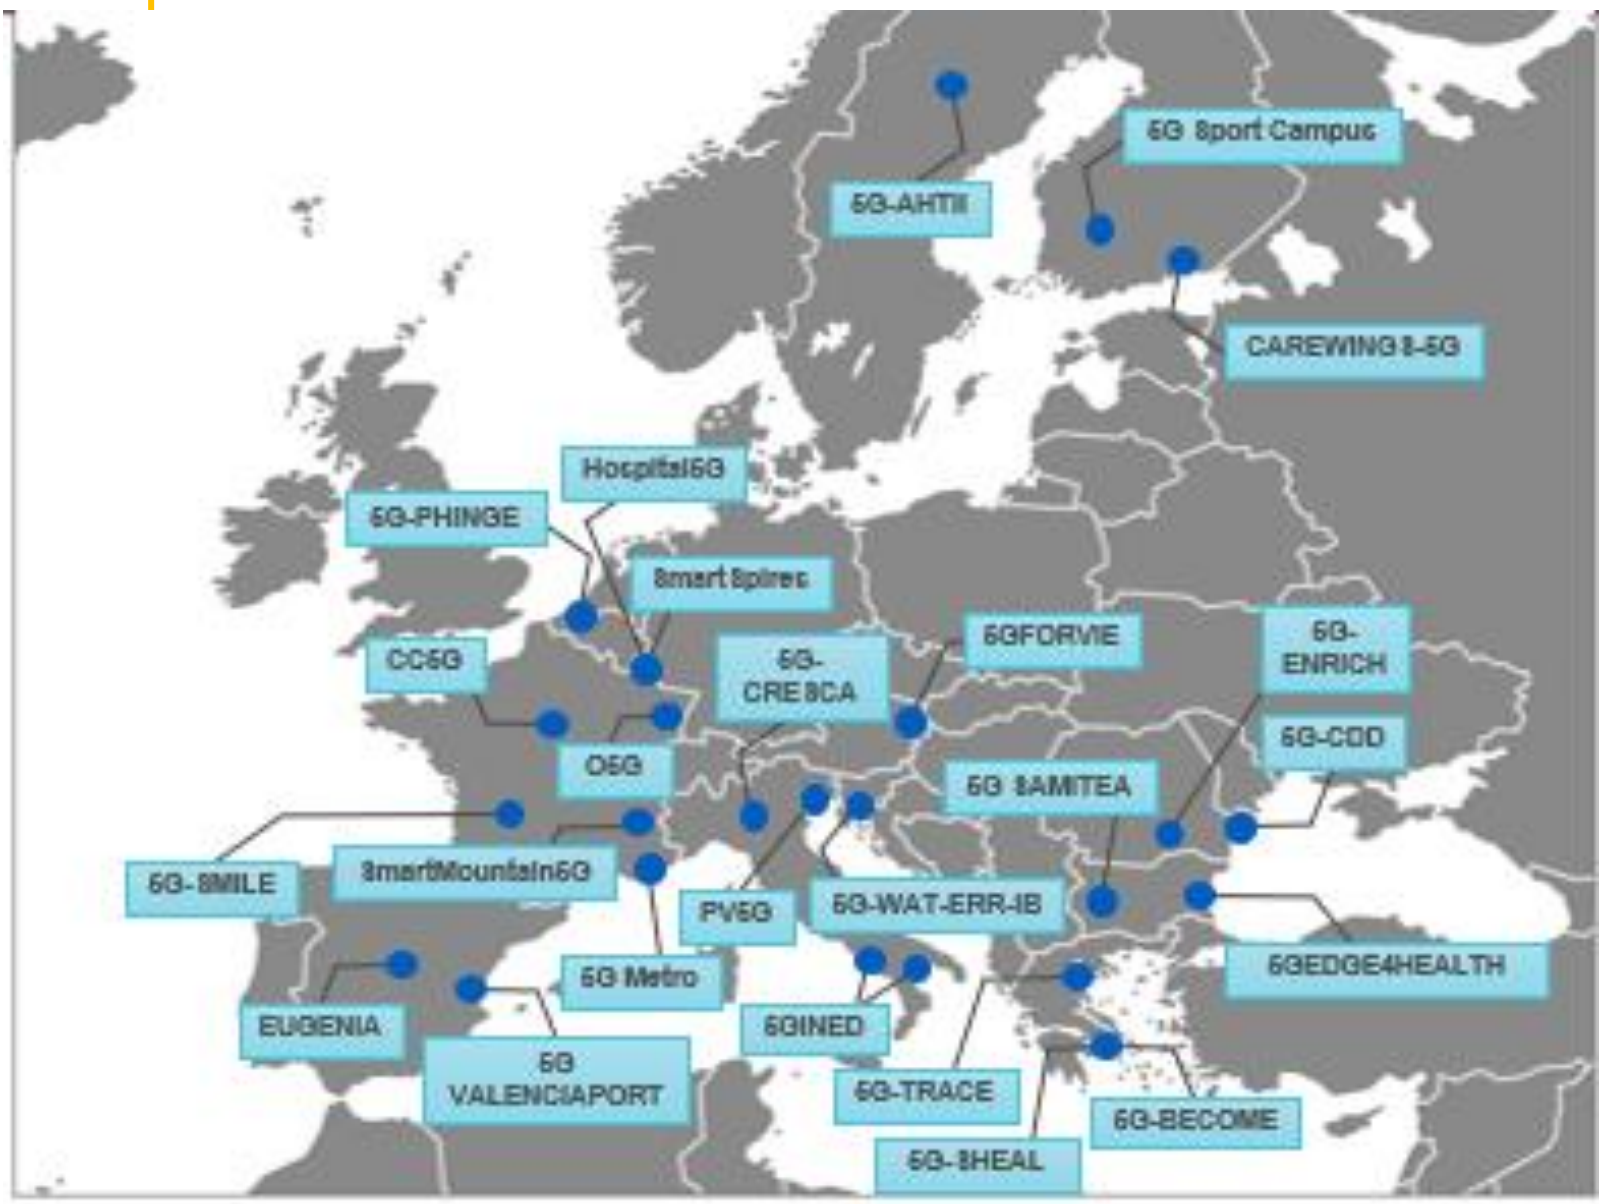 5G Sport Campus
5G-AHTII
CAREWINGS-5G
Hospital5G
5G-PHINGE
Smart Spires
5GFORVIE
5G-
ENRICH
CC5G
5G-
CRESCA
5G-CDD
O5G
5G SAMITEA
5G-SMILE
SmartMountain5G
PV5G
5G-WAT-ERR-IB
5G Metro
5GEDGE4HEALTH
EUGENIA
5GINED
5G
VALENCIAPORT
5G-TRACE
5G-BECOME
5G-SHEAL